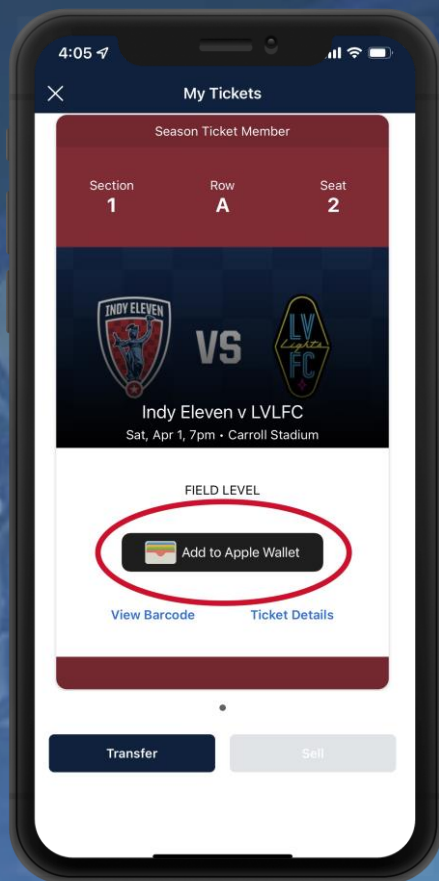 4:05
My Tickets
Season Ticket Member
Section Row Seat
1 A 2
INDY ELEVEN
VS
LV
Lights
FC
Indy Eleven v LVLFC
Sat, Apr 1, 7pm • Carroll Stadium
FIELD LEVEL
Add to Apple Wallet
View Barcode Ticket Details
Transfer Sell